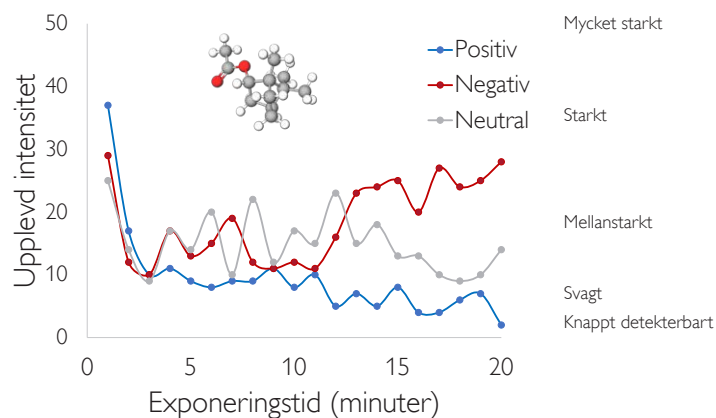 50
40
30
20
10
0
Upplevd intensitet
0
5
10
15
20
Exponeringstid (minuter)
Positiv
Negativ
Neutral
Mycket starkt
Starkt
Mellanstarkt
Svagt
Knappt detekterbart